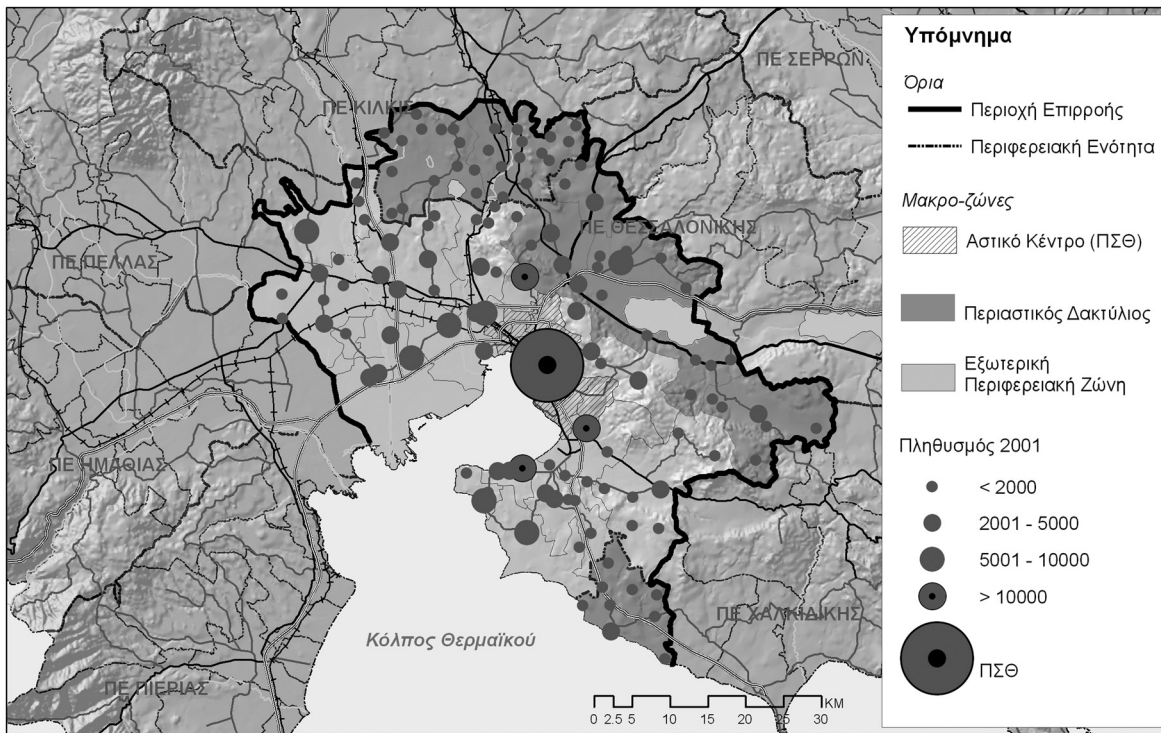 ΠΕ ΣΕΡΡΩΝ
ΠΕ ΚΙΛΚΙΣ
ΠΕ ΘΕΣΣΑΛΟΝΙΚΗΣ
ΠΕ ΠΕΛΛΑΣ
ΠΕ ΗΜΑΘΙΑΣ
ΠΕ ΧΑΛΚΙΔΙΚΗΣ
Κόλπος Θερμαϊκού
ΠΕ ΠΙΕΡΙΑΣ
KM
0 2.5 5 10 15 20 25 30
Υπόμνημα
Όρια
Περιοχή Επιρροής
Περιφερειακή Ενότητα
Μακρο-ζώνες
Αστικό Κέντρο (ΠΣΘ)
Περιαστικός Δακτύλιος
Εξωτερική
Περιφερειακή Ζώνη
Πληθυσμός 2001
< 2000
2001 - 5000
5001 - 10000
> 10000
ΠΣΘ